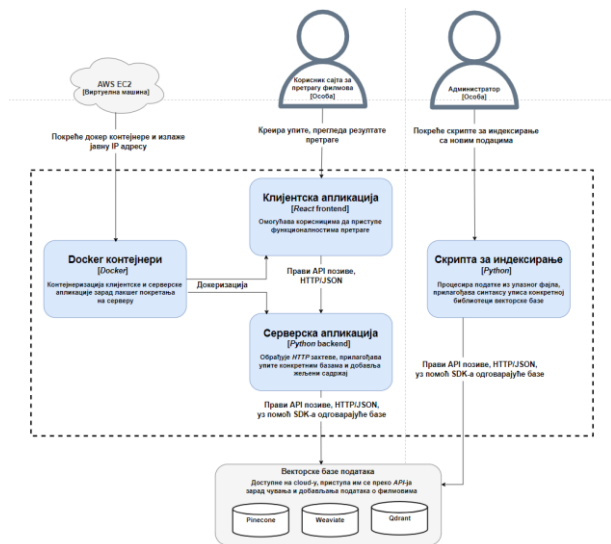 AWS EC2
[Виртуелна машина]
Корисник сајта за
претрагу филмова
[Особа]
Администратор
[Особа]
Покреће докер контејнере и излаже
јавну IP адресу
Креира упите, прегледа резултате
претраге
Покреће скрипте за индексирање
са новим подацима
Клијентска апликација
[React frontend]
Омогућава корисницима да приступе
функционалностима претраге
Docker контејнери
[Docker]
Контејнеризација клијентске и серверске
апликације зарад лакшег покретања
на серверу
Докеризација
Прави API позиве,
HTTP/JSON
Скрипта за индексирање
[Python]
Процесира податке из улазног фајла,
прилагођава синтаксу уписа конкретној
библиотеци векторске базе
Серверска апликација
[Python backend]
Обрађује HTTP захтеве, прилагођава
упите конкретним базама и добавља
жељени садржај
Прави API позиве, HTTP/JSON,
уз помоћ SDK-а одговарајуће базе
Прави API позиве, HTTP/JSON,
уз помоћ SDK-а одговарајуће базе
Векторске базе података
Доступне на cloud-у, приступа им се преко API-ја
зарад чувања и добављања података о филмовима
Pinecone
Weaviate
Qdrant